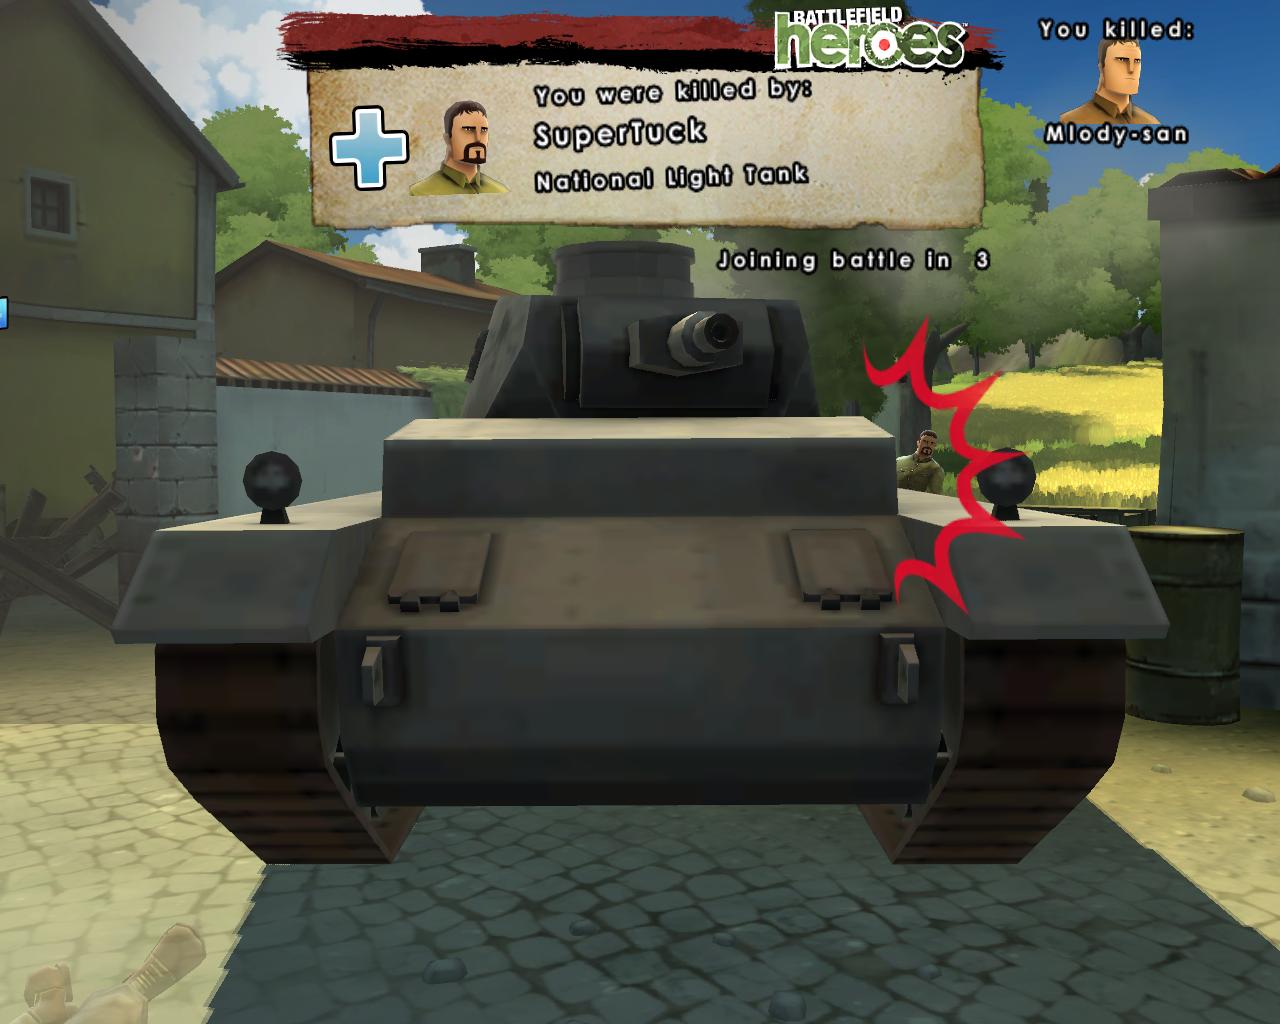 BATTLEFIELD
heroes
You were killed by:
SuperTuck
National Light Tank
You killed:
Mlody-san
Joining battle in 3